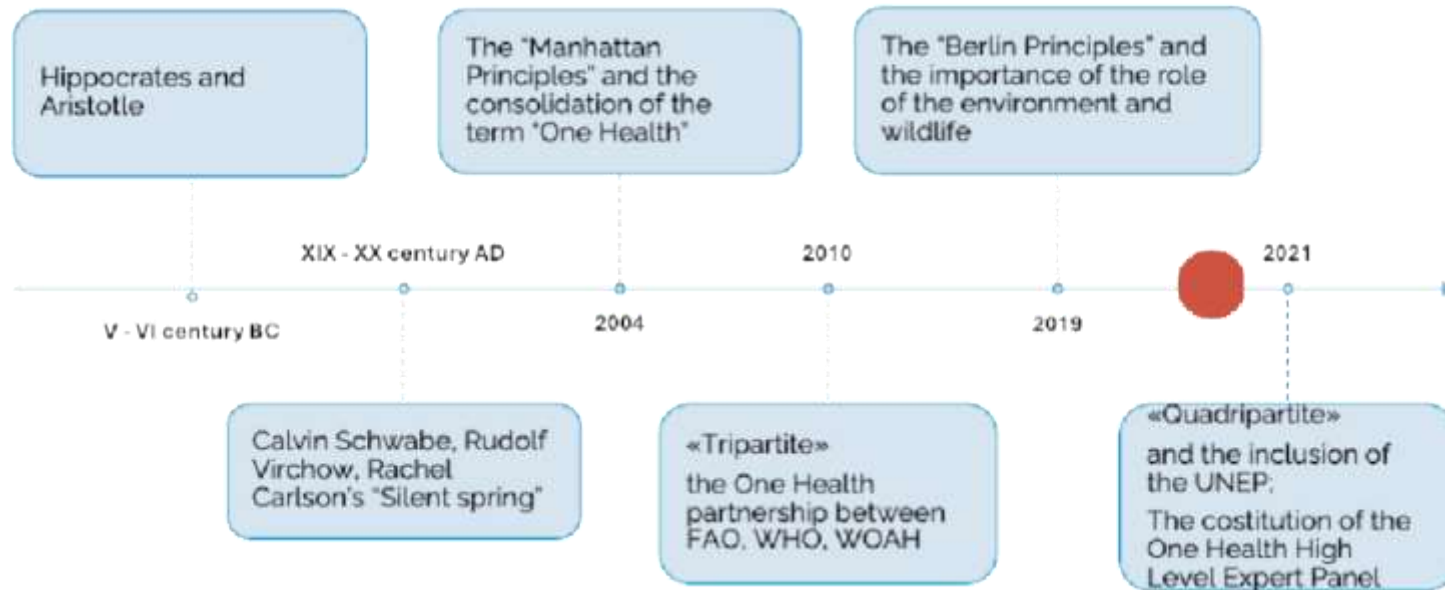 Hippocrates and
Aristotle
The "Manhattan
Principles" and the
consolidation of the
term "One Health"
The "Berlin Principles" and
the importance of the role
of the environment and
wildlife
XIX - XX century AD
2010
2021
V - VI century BC
2004
2019
Calvin Schwabe, Rudolf
Virchow, Rachel
Carlson's "Silent spring"
«Tripartite»
the One Health
partnership between
FAO, WHO, WOAH
«Quadripartite»
and the inclusion of
the UNEP;
The costitution of the
One Health High
Level Expert Panel